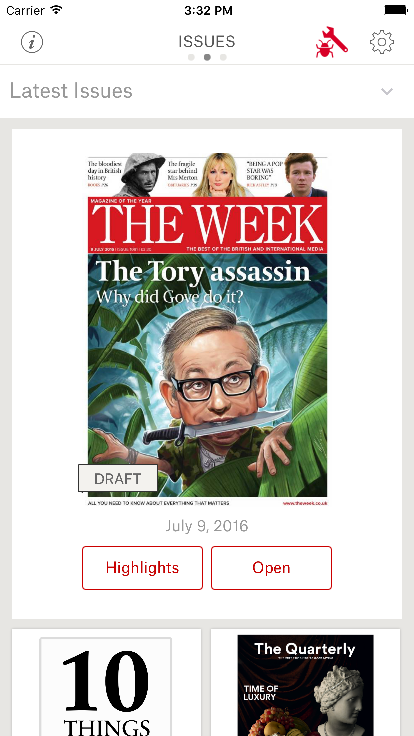 Carrier 3:32 PM
ISSUES
Latest Issues
The bloodiest
day in British
history
The fragile
star behind
Mrs Merton
"BEING A POP
STAR WAS
BORING"
MAGAZINE OF THE YEAR
THE WEEK
THE BEST OF THE BRITISH AND INTERNATIONAL MEDIA
The Tory assassin
Why did Gove do it?
DRAFT
ALL YOU NEED TO KNOW ABOUT EVERYTHING THAT MATTERS
www.theweek.co.uk
July 9, 2016
Highlights Open
10
THINGS
The Quarterly
TIME OF
LUXURY